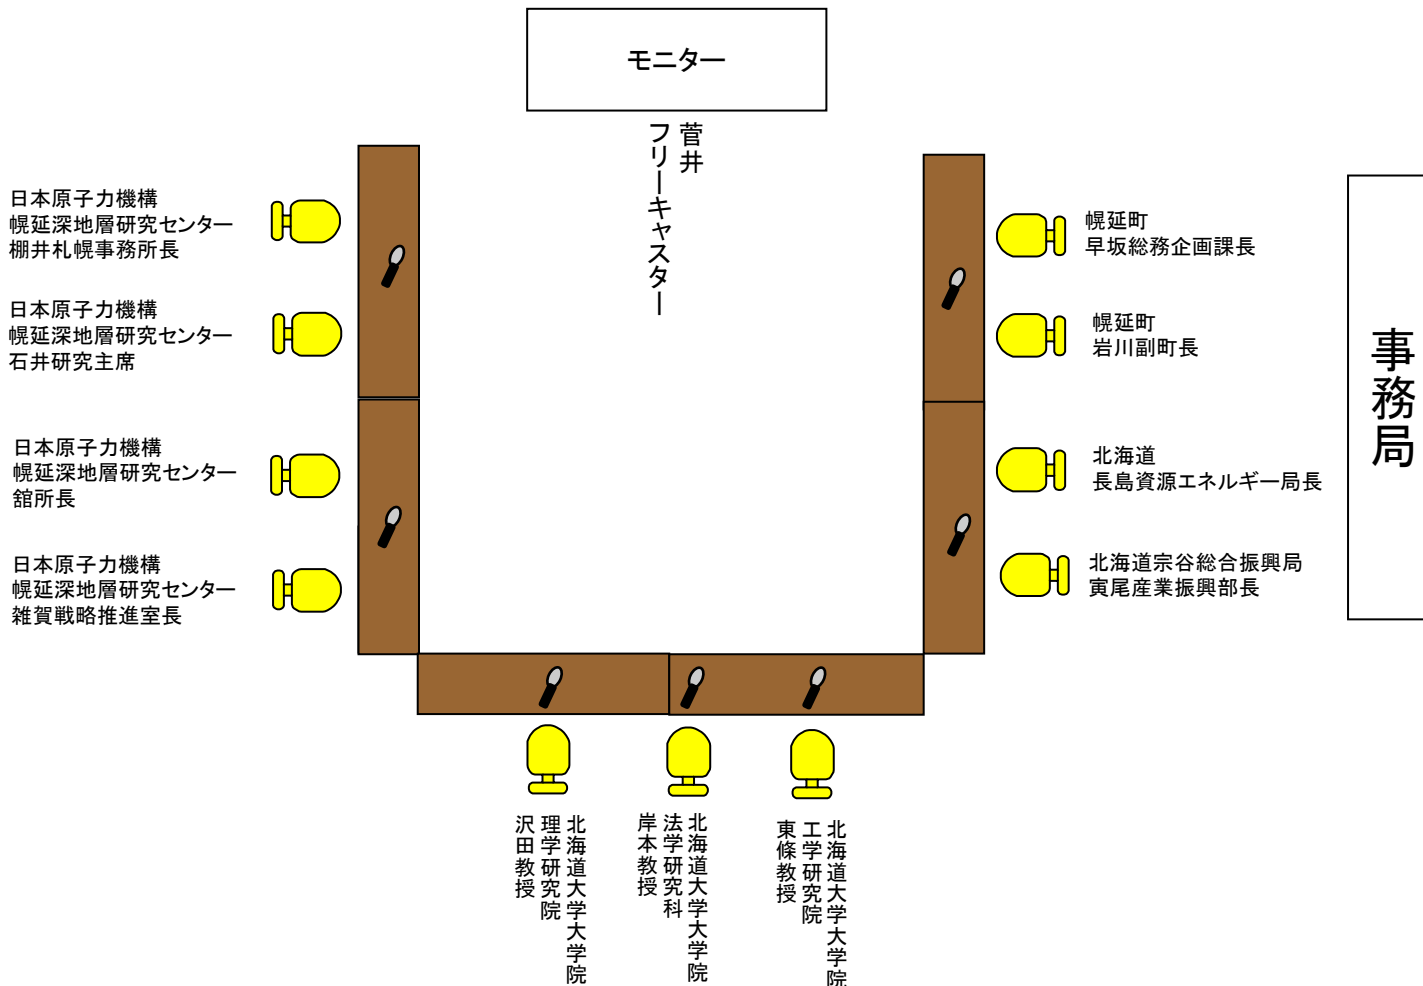 モニター
菅井
フリーキャスター
日本原子力機構
幌延深地層研究センター
棚井札幌事務所長
日本原子力機構
幌延深地層研究センター
石井研究主席
日本原子力機構
幌延深地層研究センター
舘所長
日本原子力機構
幌延深地層研究センター
雑賀戦略推進室長
幌延町
早坂総務企画課長
幌延町
岩川副町長
北海道
長島資源エネルギー局長
北海道宗谷総合振興局
寅尾産業振興部長
事務局
北海道大学大学院
理学研究院
沢田教授
北海道大学大学院
法学研究科
岸本教授
北海道大学大学院
工学研究院
東條教授